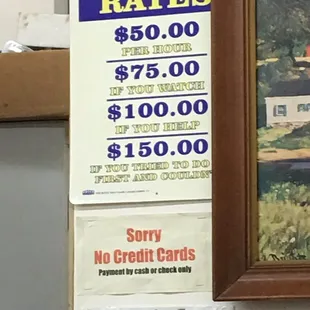 RATES
$50.00
PER HOUR
$75.00
IF YOU WATCH
$100.00
IF YOU HELP
$150.00
IF YOU TRIED TO DO
FIRST AND COULDN'
Sorry
No Credit Cards
Payment by cash or check only